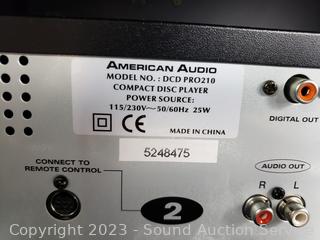 AMERICAN AUDIO
MODEL NO. : DCD PRO210
COMPACT DISC PLAYER
POWER SOURCE:
115/230V～50/60Hz 25W
MADE IN CHINA
DIGITAL OUT
5248475
CONNECT TO
REMOTE CONTROL
2
AUDIO OUT
R L
Copyright 2023 - Sound Auction Service